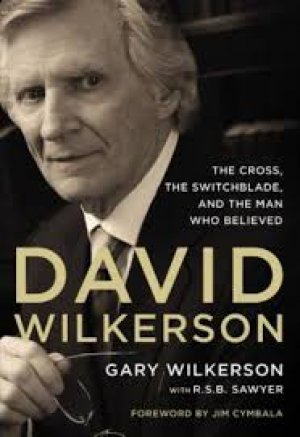 THE CROSS,
THE SWITCHBLADE,
AND THE MAN
WHO BELIEVED
DAVID
WILKERSON
GARY WILKERSON
WITH R.S.B. SAWYER
FOREWORD BY JIM CYMBALA